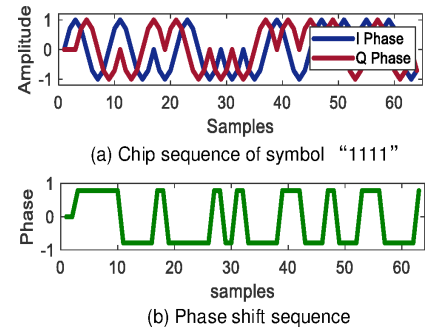 Amplitude
1
0
-1
I Phase
Q Phase
0 10 20 30 40 50 60
Samples
(a) Chip sequence of symbol “1111”
Phase
1
0
-1
0 10 20 30 40 50 60
samples
(b) Phase shift sequence